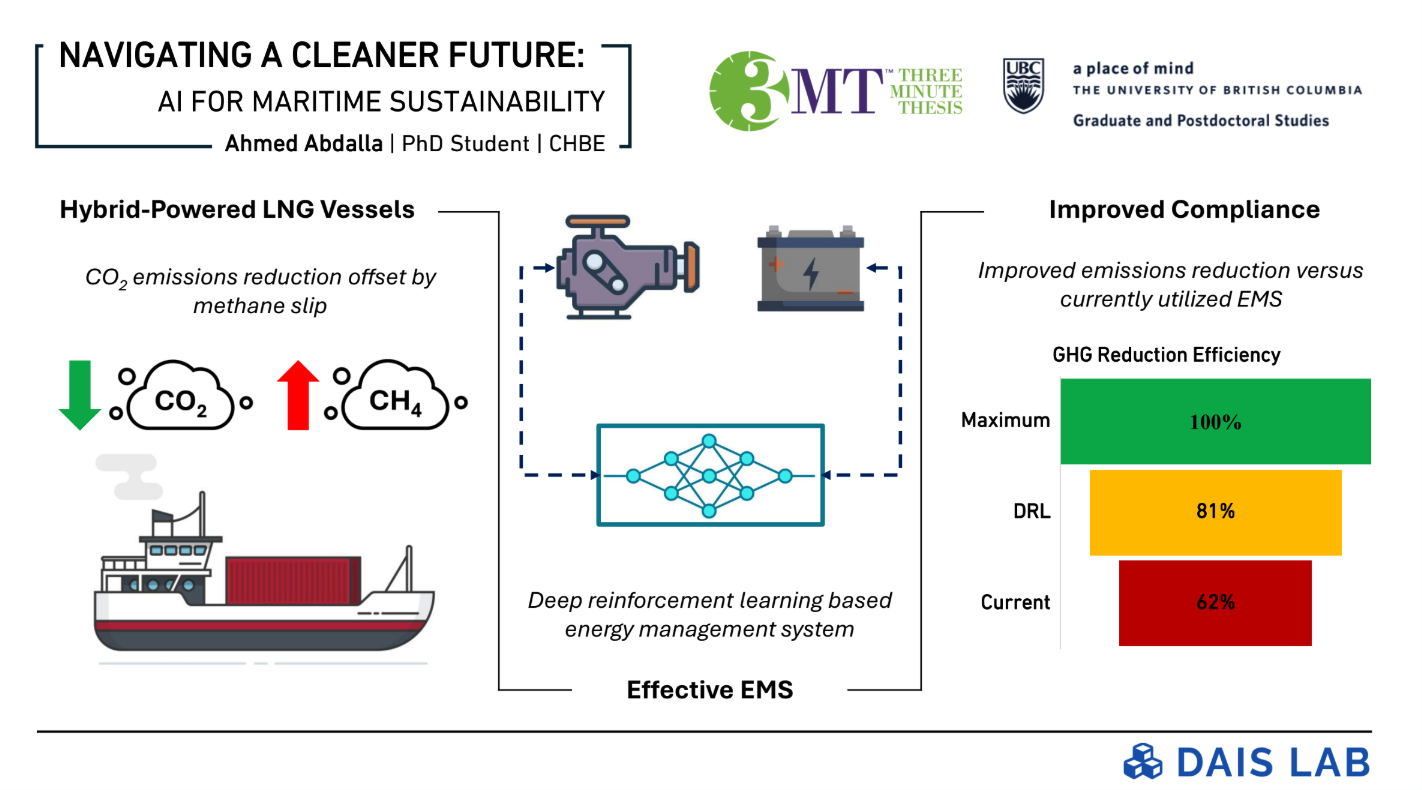 NAVIGATING A CLEANER FUTURE:
AI FOR MARITIME SUSTAINABILITY
Ahmed Abdalla | PhD Student | CHBE
3MT™ THREE
MINUTE
THESIS
UBC
a place of mind
THE UNIVERSITY OF BRITISH COLUMBIA
Graduate and Postdoctoral Studies
Hybrid-Powered LNG Vessels
CO₂ emissions reduction offset by
methane slip
CO₂
CH₄
Deep reinforcement learning based
energy management system
Effective EMS
Improved Compliance
Improved emissions reduction versus
currently utilized EMS
GHG Reduction Efficiency
Maximum 100%
DRL 81%
Current 62%
DAIS LAB